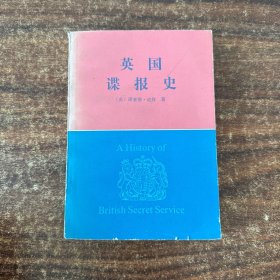 英国
谍报史
A History of
British Secret Service